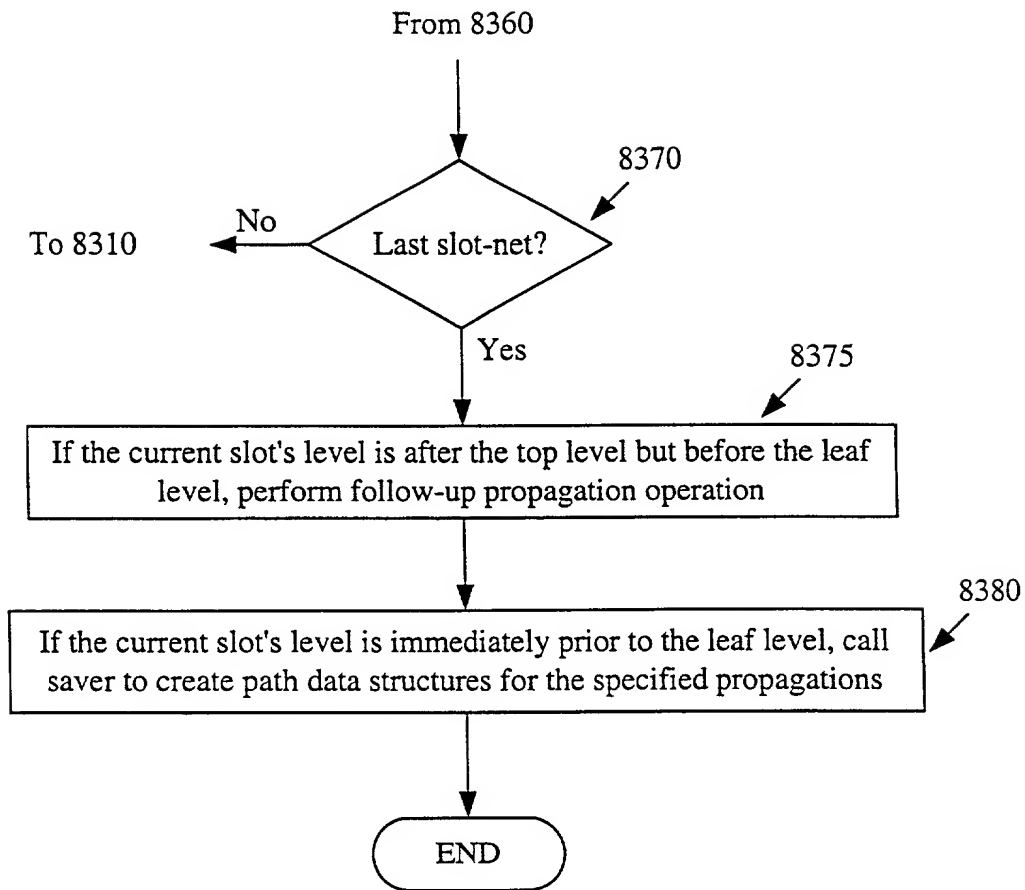 From 8360
8370
No
To 8310
Last slot-net?
Yes
8375
If the current slot's level is after the top level but before the leaf
level, perform follow-up propagation operation
8380
If the current slot's level is immediately prior to the leaf level, call
saver to create path data structures for the specified propagations
END